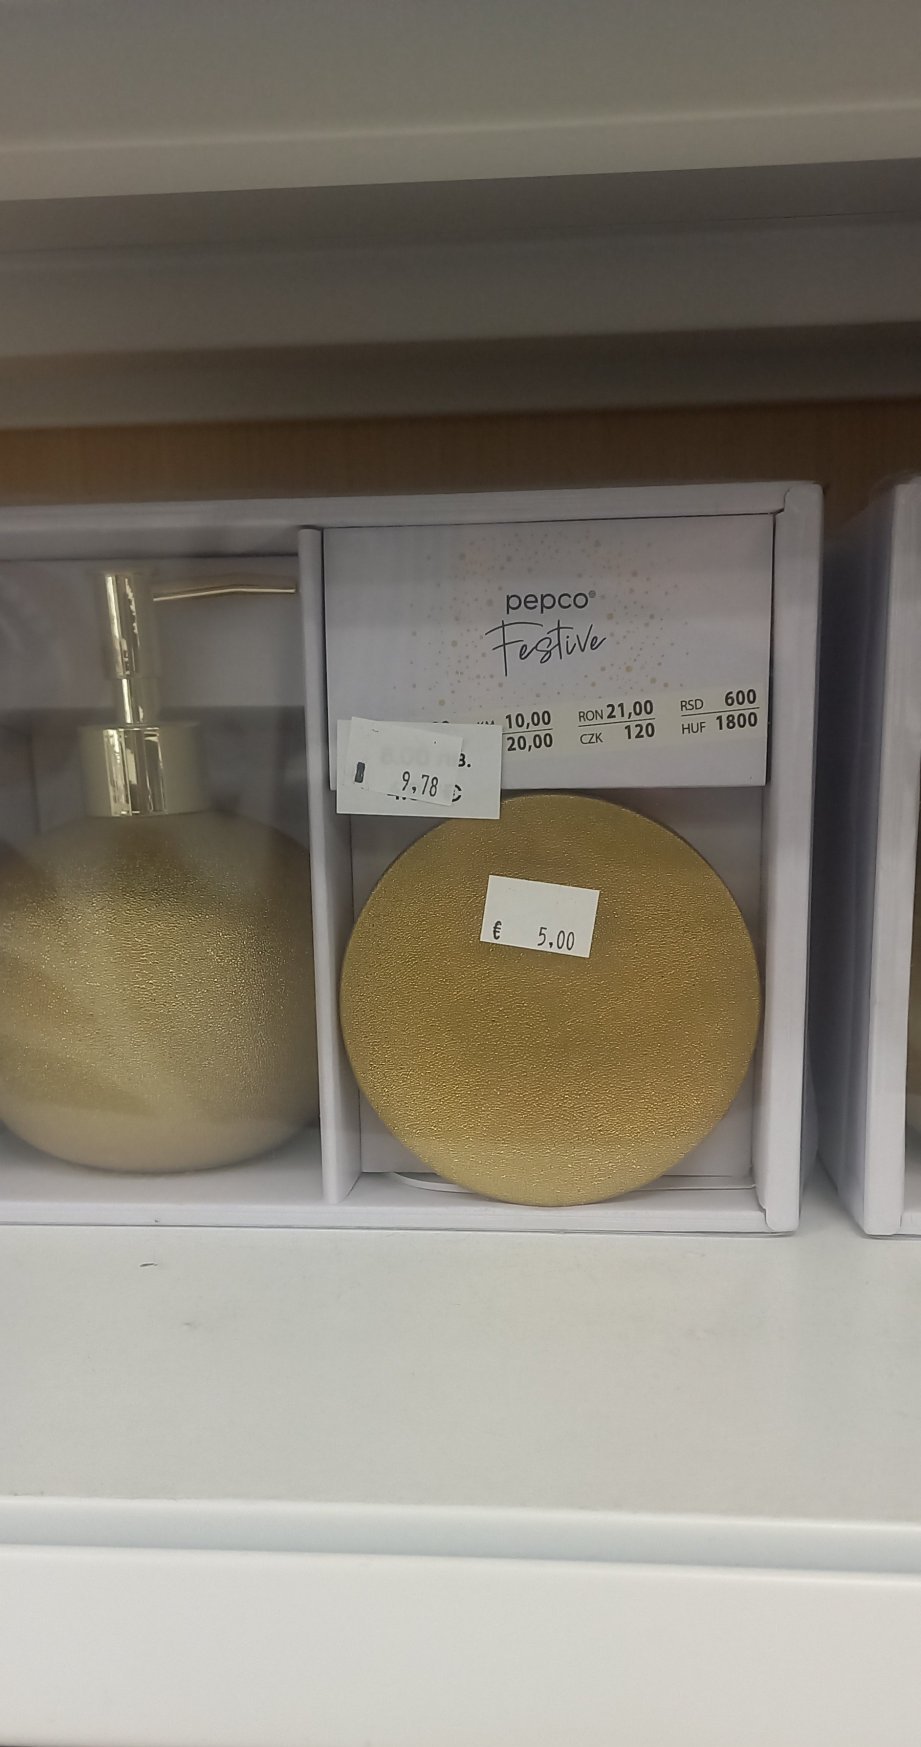 pepco®
Festive
10,00
20,00
RON 21,00
CZK 120
RSD 600
HUF 1800
в.
9,78
€ 5,00